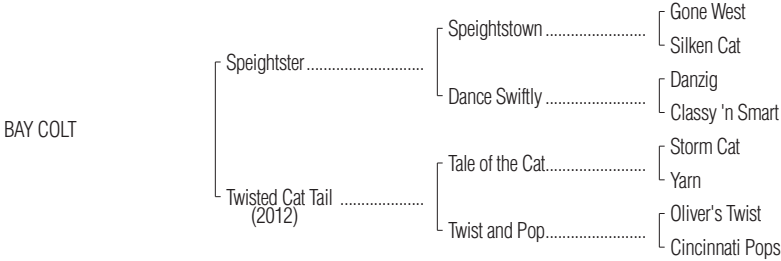 Gone West
Speightstown ........................
Silken Cat
Speightster ............................
Danzig
Dance Swiftly ........................
Classy 'n Smart
BAY COLT
Storm Cat
Tale of the Cat........................
Yarn
Twisted Cat Tail ....................
(2012)
Oliver's Twist
Twist and Pop........................
Cincinnati Pops